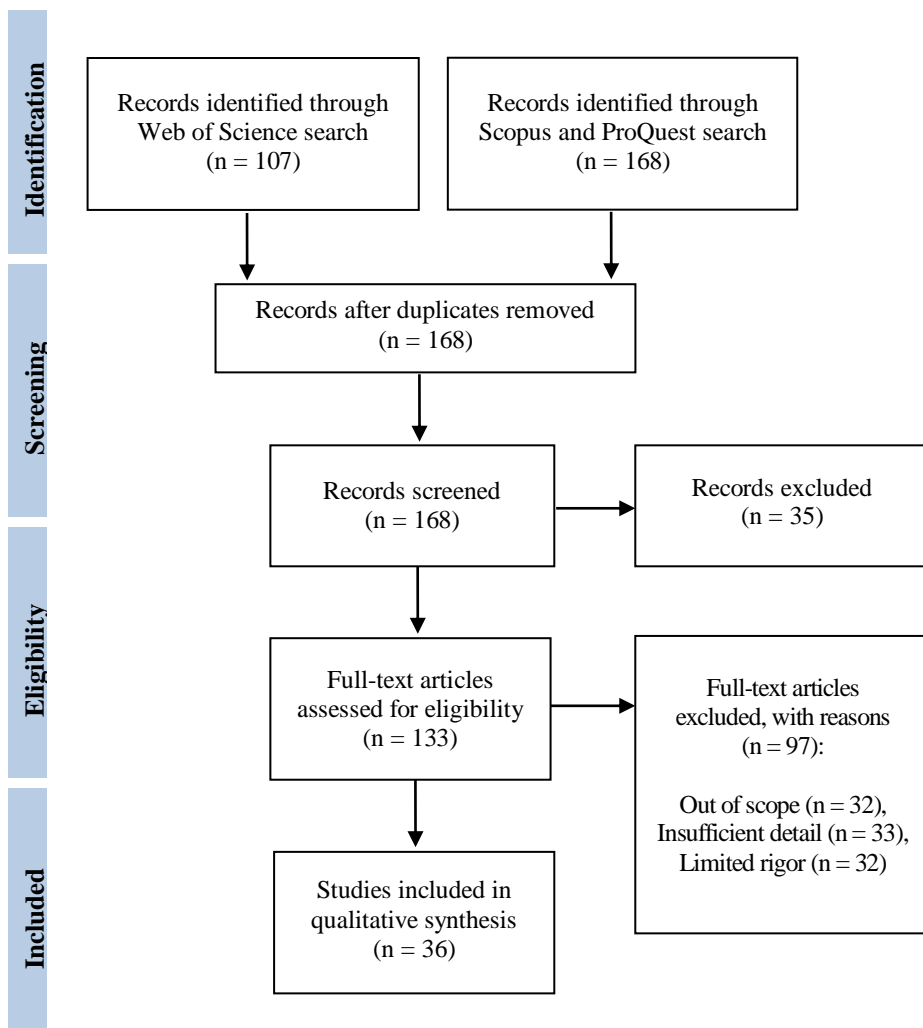 Identification
Records identified through
Web of Science search
(n = 107)
Records identified through
Scopus and ProQuest search
(n = 168)
Screening
Records after duplicates removed
(n = 168)
Records screened
(n = 168)
Records excluded
(n = 35)
Eligibility
Full-text articles
assessed for eligibility
(n = 133)
Full-text articles
excluded, with reasons
(n = 97):
Out of scope (n = 32),
Insufficient detail (n = 33),
Limited rigor (n = 32)
Included
Studies included in
qualitative synthesis
(n = 36)